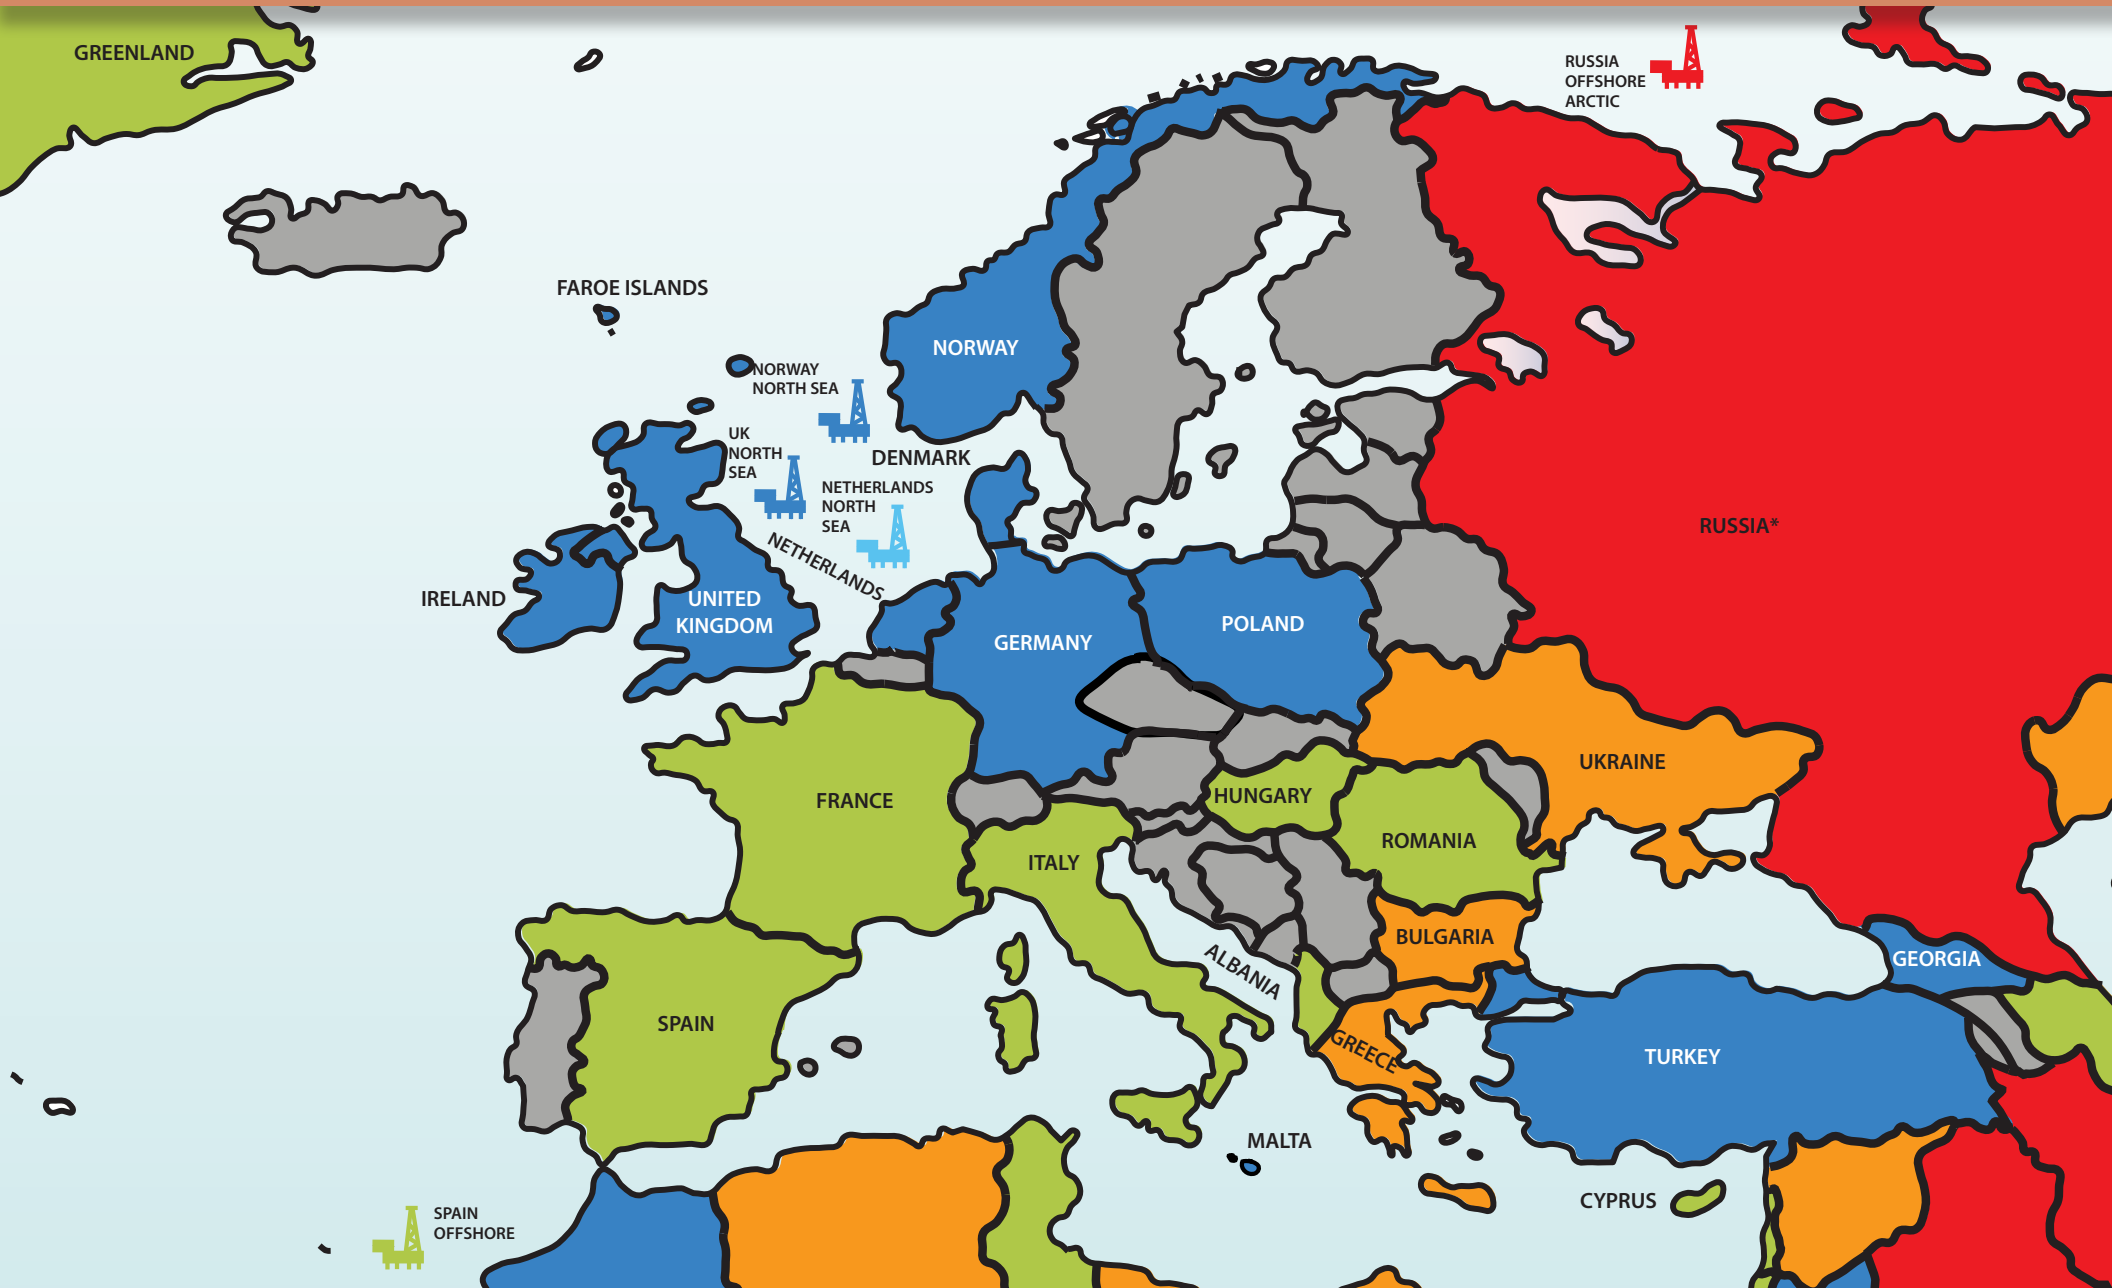 GREENLAND
RUSSIA
OFFSHORE
ARCTIC
FAROE ISLANDS
NORWAY
NORWAY
NORTH SEA
UK
NORTH
SEA
DENMARK
NETHERLANDS
NORTH
SEA
RUSSIA*
NETHERLANDS
IRELAND
UNITED
KINGDOM
GERMANY
POLAND
UKRAINE
FRANCE
HUNGARY
ROMANIA
ITALY
BULGARIA
GEORGIA
ALBANIA
SPAIN
GREECE
TURKEY
MALTA
CYPRUS
SPAIN
OFFSHORE